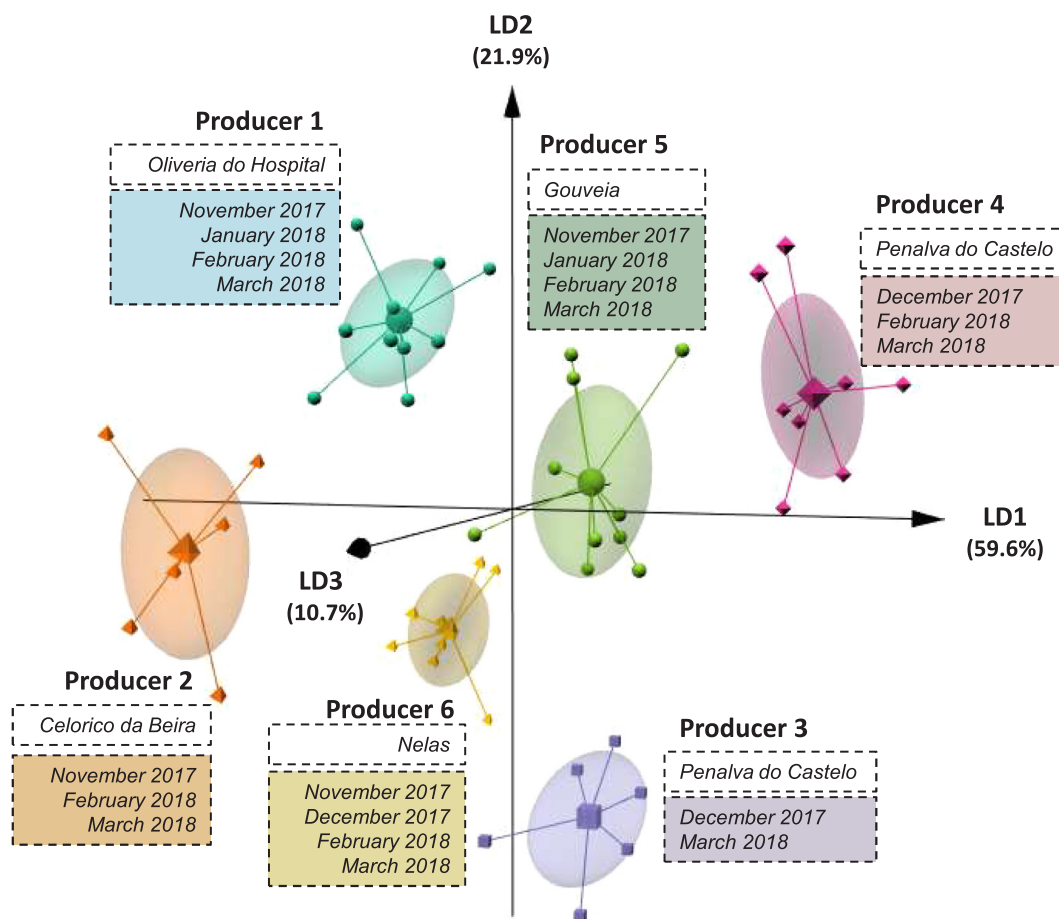 LD2
(21.9%)
Producer 1
Oliveria do Hospital
November 2017
January 2018
February 2018
March 2018
Producer 5
Gouveia
November 2017
January 2018
February 2018
March 2018
Producer 4
Penalva do Castelo
December 2017
February 2018
March 2018
LD1
(59.6%)
LD3
(10.7%)
Producer 2
Celorico da Beira
November 2017
February 2018
March 2018
Producer 6
Nelas
November 2017
December 2017
February 2018
March 2018
Producer 3
Penalva do Castelo
December 2017
March 2018